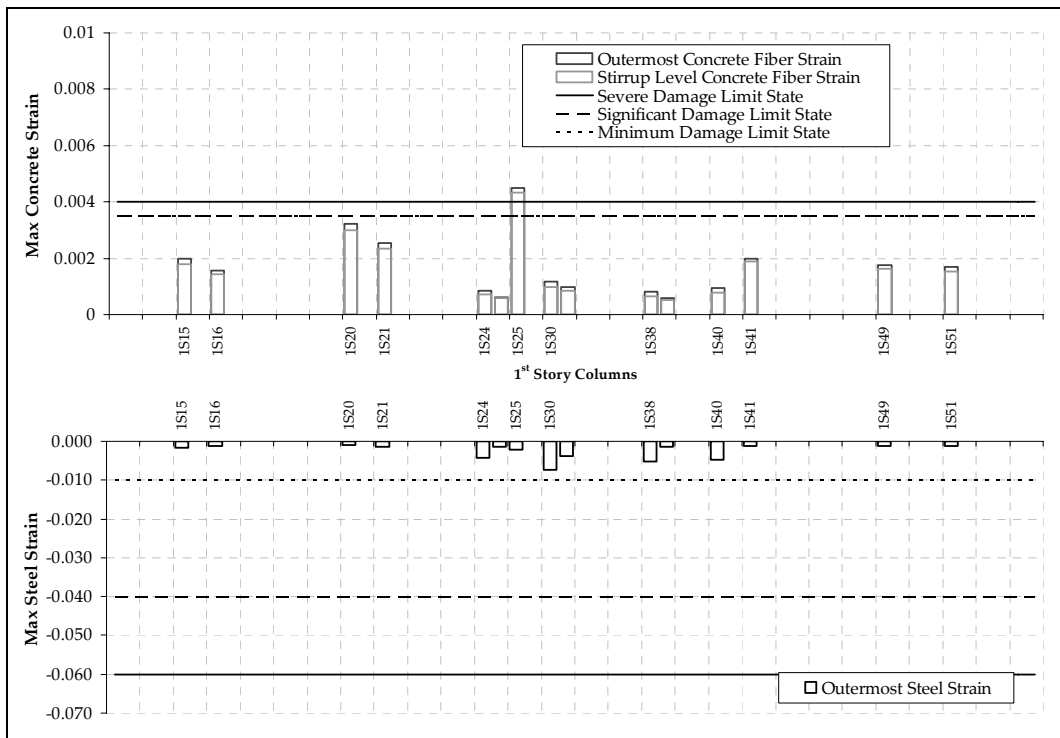 0.01
0.008
0.006
0.004
0.002
0
Max Concrete Strain
Outermost Concrete Fiber Strain
Stirrup Level Concrete Fiber Strain
Severe Damage Limit State
Significant Damage Limit State
Minimum Damage Limit State
1S15
1S16
1S20
1S21
1S24
1S25
1S30
1S38
1S40
1S41
1S49
1S51
1st Story Columns
1S15
1S16
1S20
1S21
1S24
1S25
1S30
1S38
1S40
1S41
1S49
1S51
0.000
-0.010
-0.020
-0.030
-0.040
-0.050
-0.060
-0.070
Max Steel Strain
Outermost Steel Strain